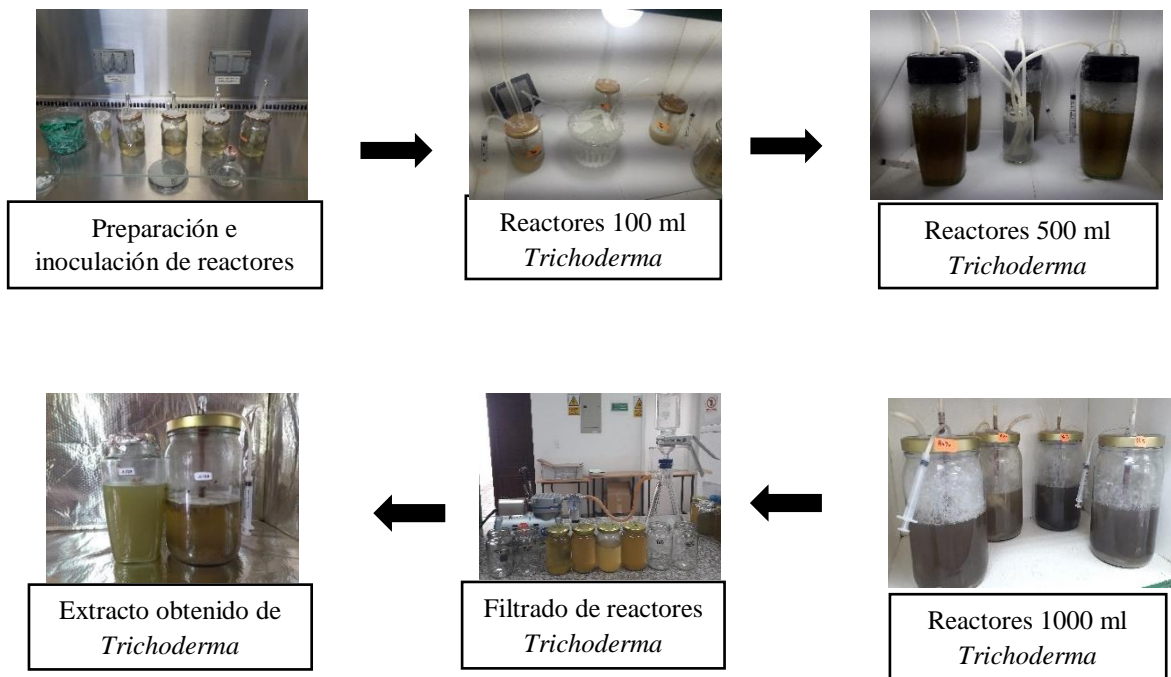 Preparación e
inoculación de reactores
Reactores 100 ml
Trichoderma
Reactores 500 ml
Trichoderma
Extracto obtenido de
Trichoderma
Filtrado de reactores
Trichoderma
Reactores 1000 ml
Trichoderma